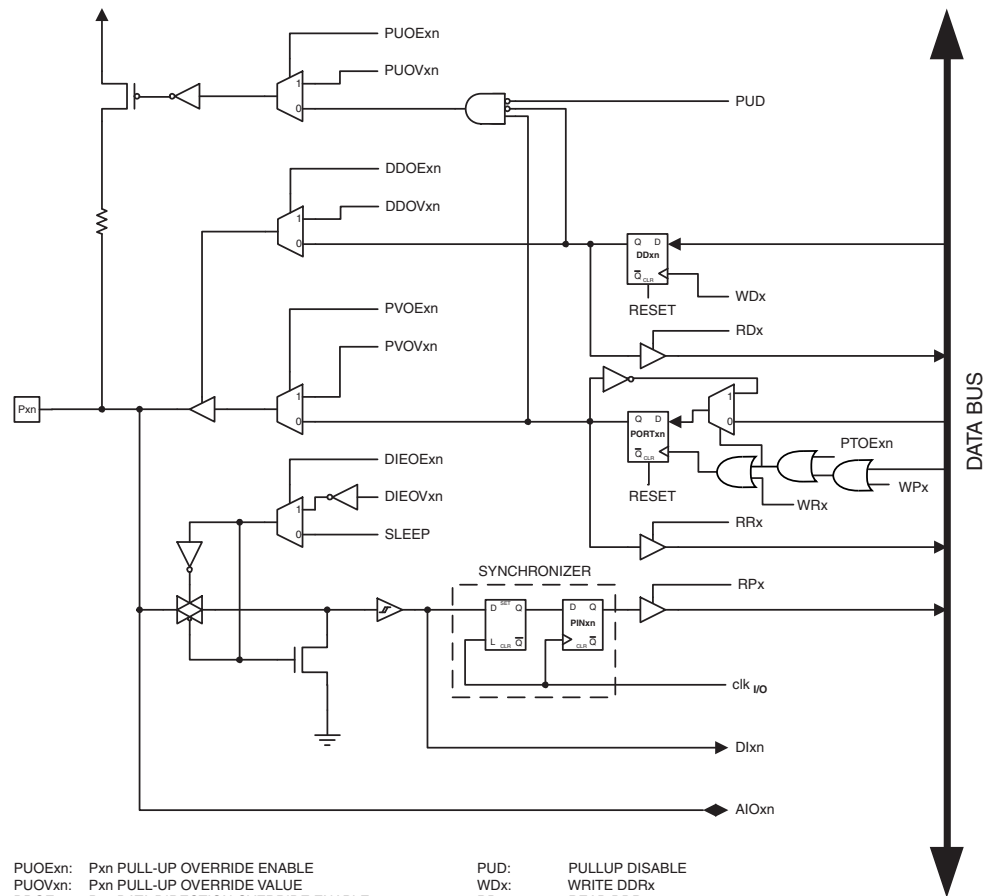 PUOExn
PUOVxn
1
0
PUD
DDOExn
DDOVxn
1
0
Q D
DDxn
Q CLR
WDx
RESET
RDx
PVOExn
PVOVxn
1
0
Pxn
1
0
Q D
PORTxn
Q CLR
PTOExn
WPx
WRx
RESET
RRx
DATA BUS
DIEOExn
DIEOVxn
1
0
SLEEP
SYNCHRONIZER
D SET Q
L CLR Q
D Q
PINxn
CLR Q
RPx
clk I/O
DIxn
AIOxn
PUOExn: Pxn PULL-UP OVERRIDE ENABLE
PUOVxn: Pxn PULL-UP OVERRIDE VALUE
PUD: PULLUP DISABLE
WDx: WRITE DDRx